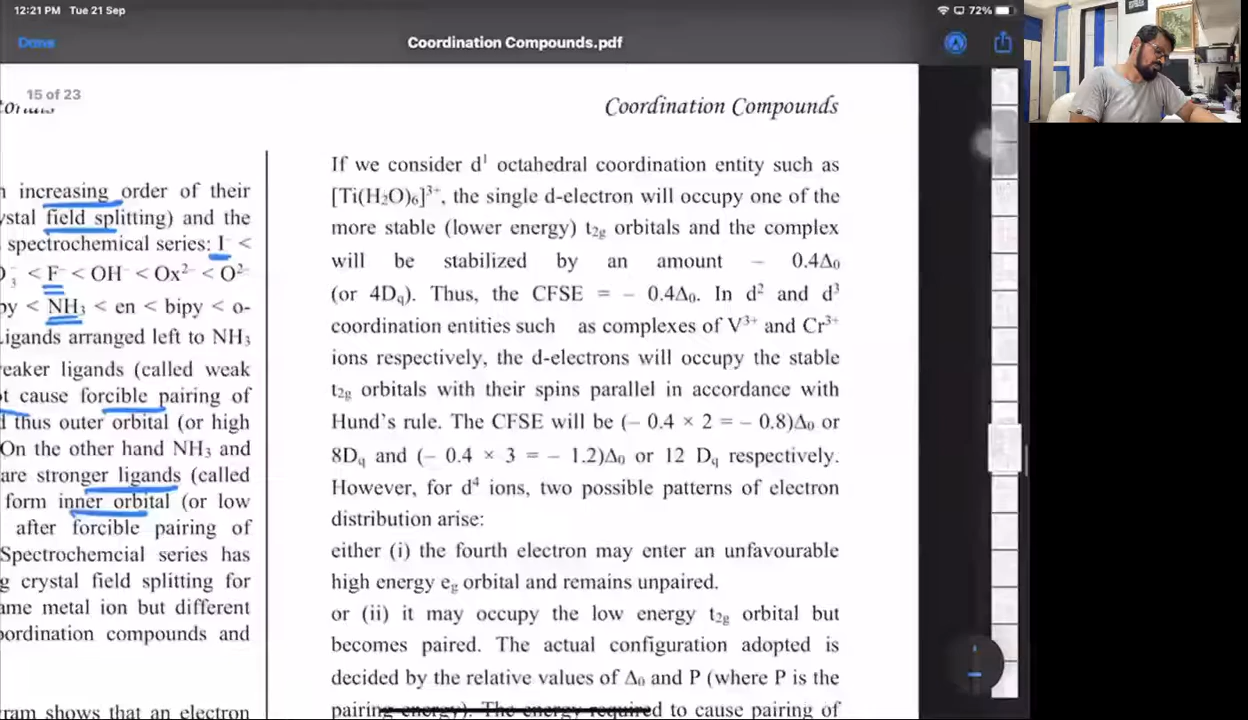 12:21 PM Tue 21 Sep
72%
Done
Coordination Compounds.pdf
15 of 23
Coordination Compounds
increasing order of their
field splitting) and the
spectrochemical series: I⁻ <
< F⁻ < OH⁻ < Ox²⁻ < O²⁻
< NH₃ < en < bipy < o-
arranged left to NH₃
ligands (called weak
cause forcible pairing of
thus outer orbital (or high
On the other hand NH₃ and
are stronger ligands (called
form inner orbital (or low
after forcible pairing of
Spectrochemcial series has
crystal field splitting for
metal ion but different
compounds and
shows that an electron
If we consider d¹ octahedral coordination entity such as
[Ti(H₂O)₆]³⁺, the single d-electron will occupy one of the
more stable (lower energy) t₂g orbitals and the complex
will be stabilized by an amount – 0.4Δ₀
(or 4Dq). Thus, the CFSE = – 0.4Δ₀. In d² and d³
coordination entities such as complexes of V³⁺ and Cr³⁺
ions respectively, the d-electrons will occupy the stable
t₂g orbitals with their spins parallel in accordance with
Hund's rule. The CFSE will be (– 0.4 × 2 = – 0.8)Δ₀ or
8Dq and (– 0.4 × 3 = – 1.2)Δ₀ or 12 Dq respectively.
However, for d⁴ ions, two possible patterns of electron
distribution arise:
either (i) the fourth electron may enter an unfavourable
high energy eg orbital and remains unpaired.
or (ii) it may occupy the low energy t₂g orbital but
becomes paired. The actual configuration adopted is
decided by the relative values of Δ₀ and P (where P is the
pairing energy). The energy required to cause pairing of